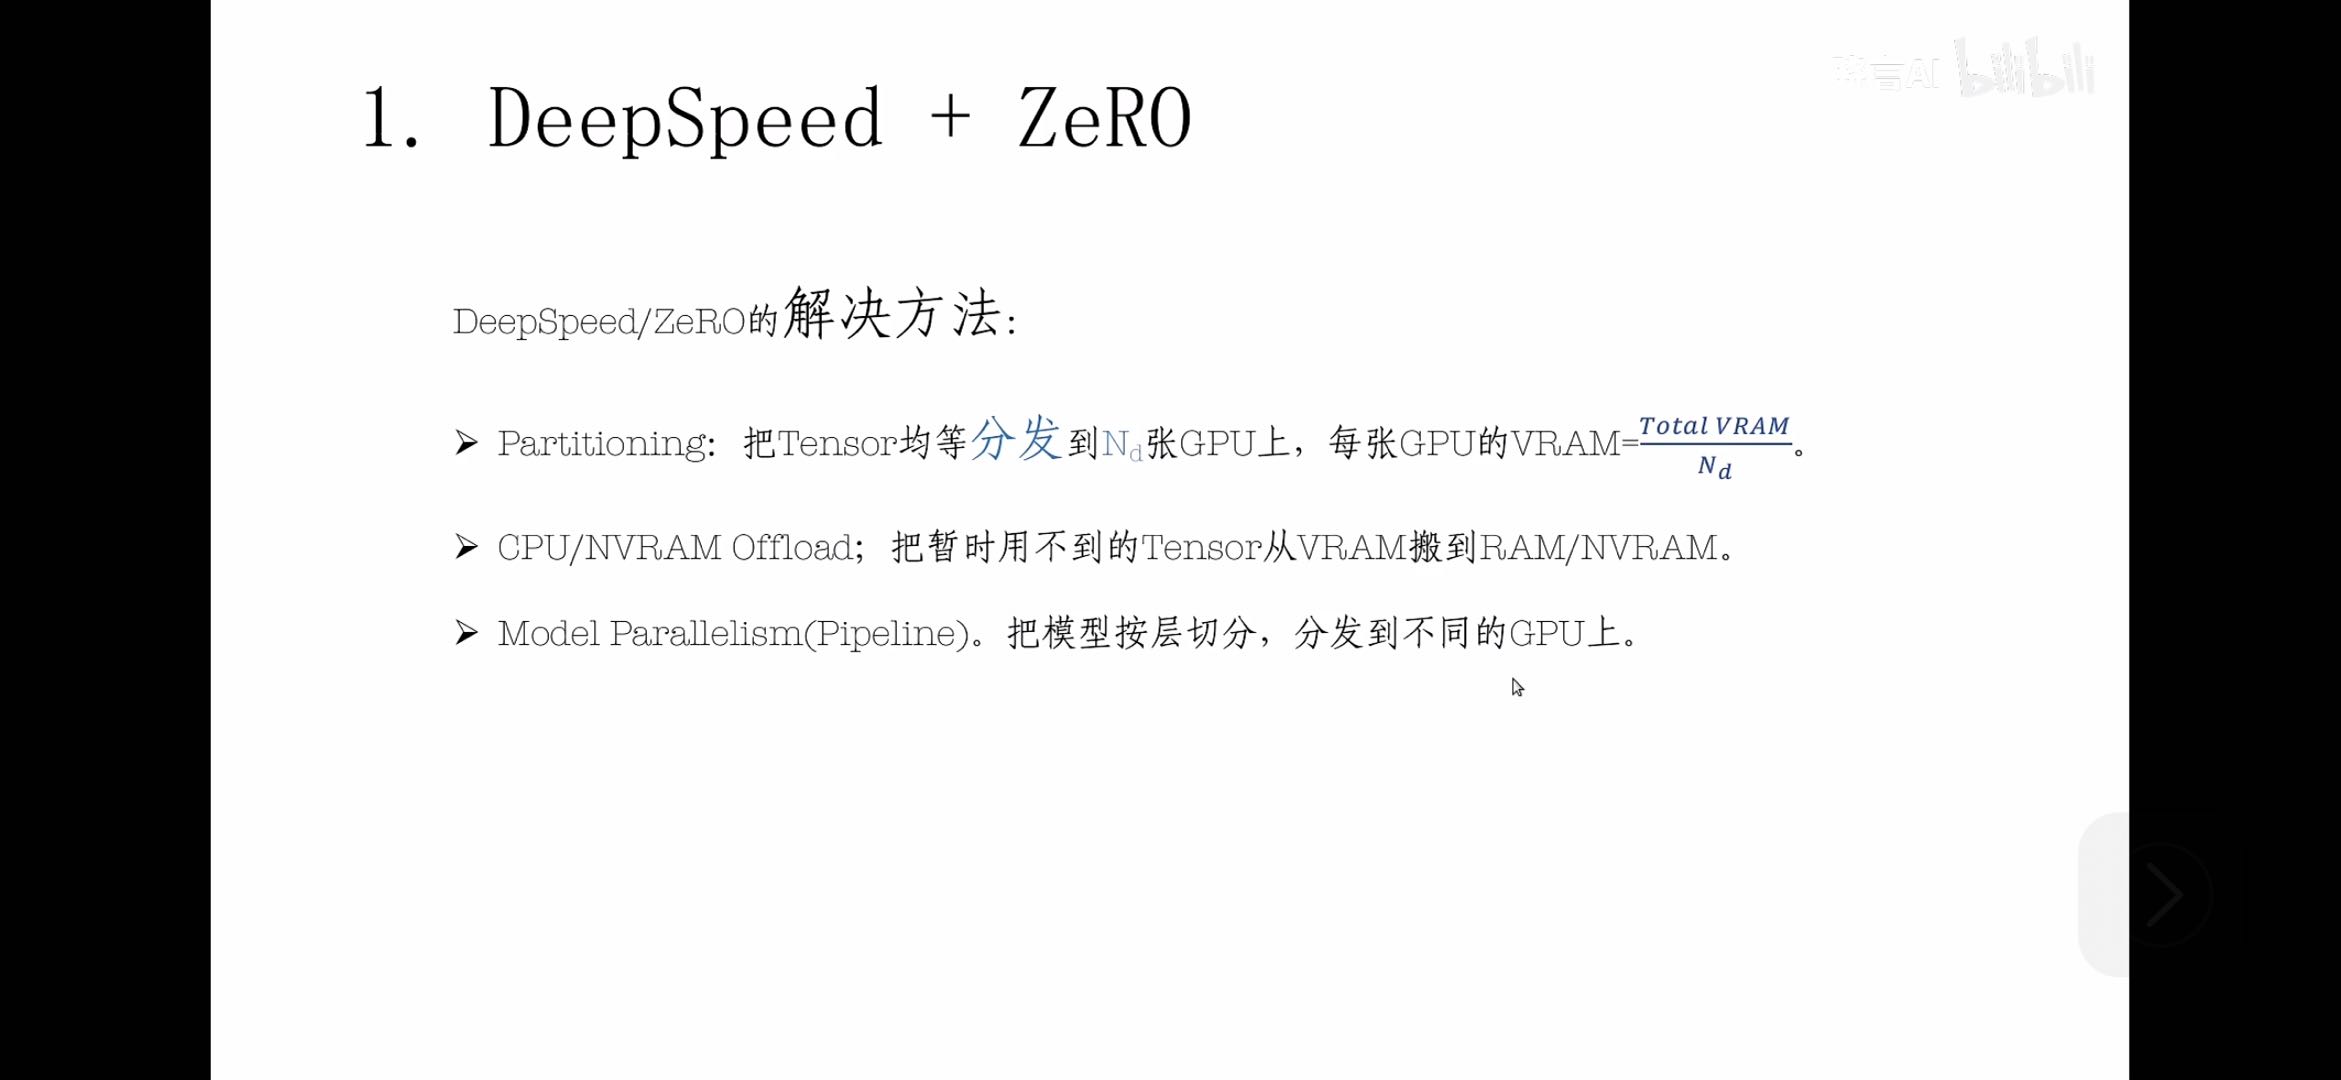 1. DeepSpeed + ZeRO
bilibili
DeepSpeed/ZeRO的解决方法：
➢ Partitioning: 把Tensor均等分发到N_d张GPU上，每张GPU的VRAM=Total VRAM/N_d。
➢ CPU/NVRAM Offload；把暂时用不到的Tensor从VRAM搬到RAM/NVRAM。
➢ Model Parallelism(Pipeline)。把模型按层切分，分发到不同的GPU上。